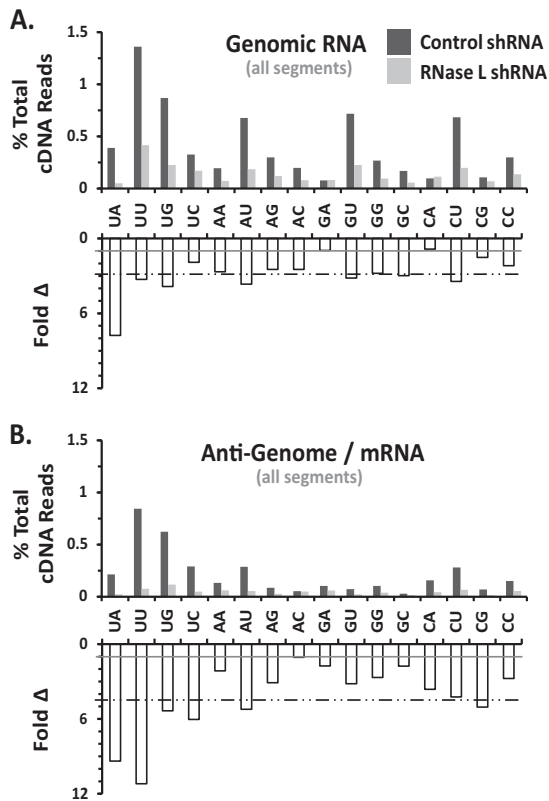 A.
Genomic RNA
(all segments)
Control shRNA
RNase L shRNA
% Total
cDNA Reads
1.5
1
0.5
0
UA UU UG UC AA AU AG AC GA GU GG GC CA CU CG CC
Fold Δ
0
6
12
B.
Anti-Genome / mRNA
(all segments)
% Total
cDNA Reads
1.5
1
0.5
0
UA UU UG UC AA AU AG AC GA GU GG GC CA CU CG CC
Fold Δ
0
6
12